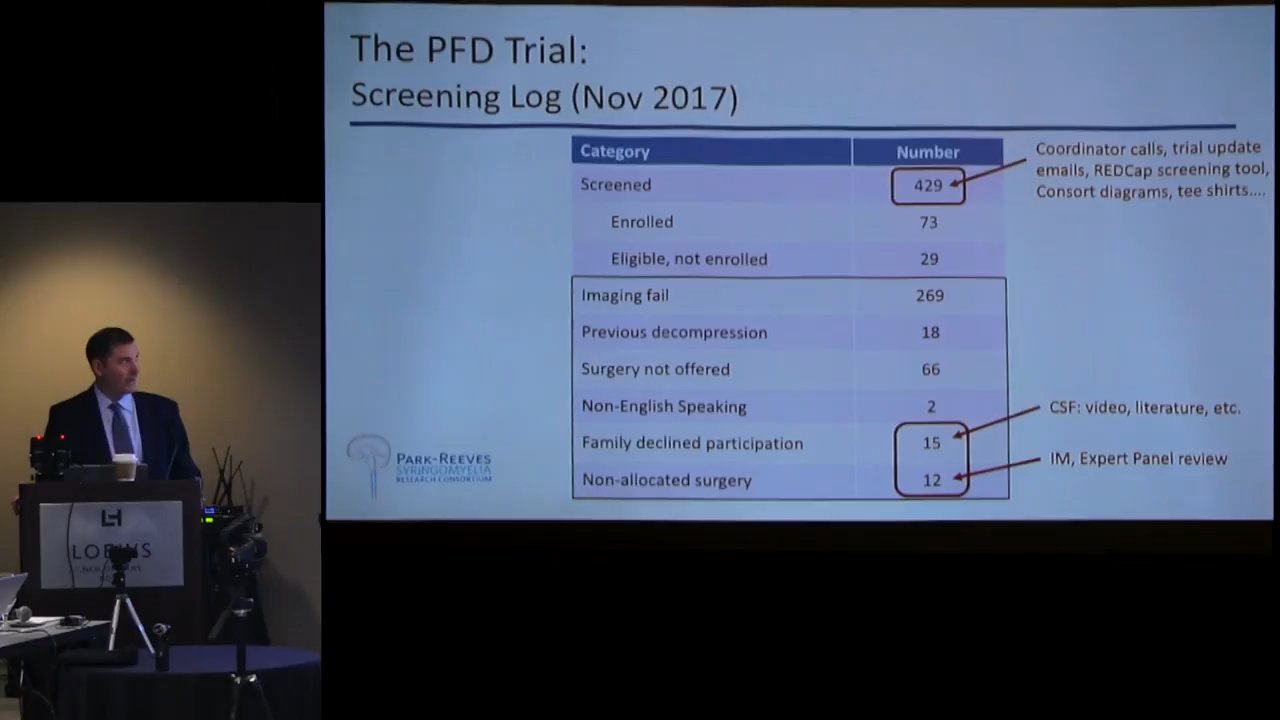 The PFD Trial:
Screening Log (Nov 2017)
Category Number
Screened 429
Enrolled 73
Eligible, not enrolled 29
Imaging fail 269
Previous decompression 18
Surgery not offered 66
Non-English Speaking 2
Family declined participation 15
Non-allocated surgery 12
Coordinator calls, trial update
emails, REDCap screening tool,
Consort diagrams, tee shirts....
CSF: video, literature, etc.
IM, Expert Panel review
PARK-REEVES
SYRINGOMYELIA
RESEARCH CONSORTIUM
LOEWS